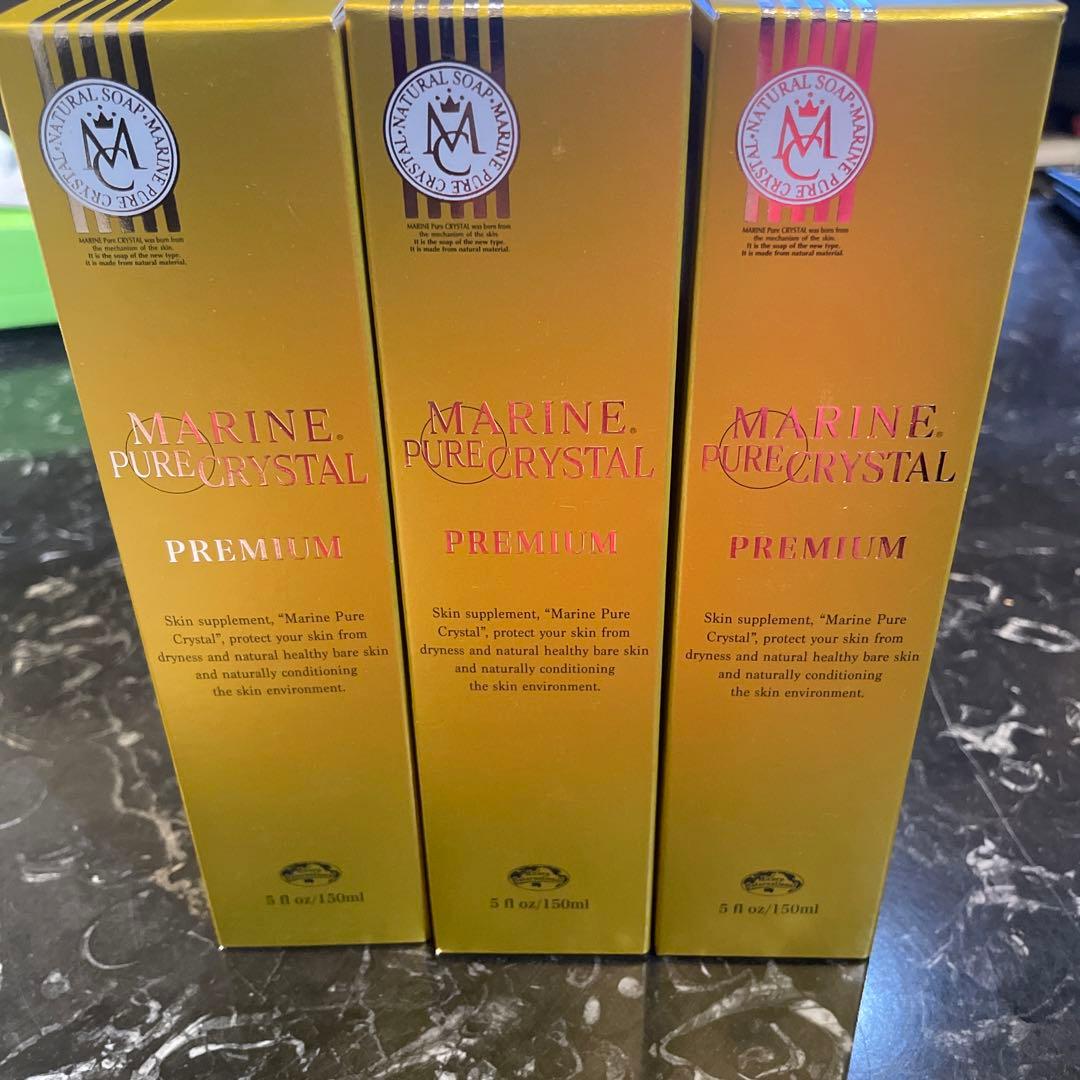 NATURAL SOAP・MARINE PURE CRYSTAL・
MC
MARINE Pure CRYSTAL was born from
the mechanism of the skin.
It is the soap of the new type.
It is made from natural material.
MARINE®
PURE CRYSTAL
PREMIUM
Skin supplement, “Marine Pure
Crystal”, protect your skin from
dryness and natural healthy bare skin
and naturally conditioning
the skin environment.
5 fl oz/150ml
NATURAL SOAP・MARINE PURE CRYSTAL・
MC
MARINE Pure CRYSTAL was born from
the mechanism of the skin.
It is the soap of the new type.
It is made from natural material.
MARINE®
PURE CRYSTAL
PREMIUM
Skin supplement, “Marine Pure
Crystal”, protect your skin from
dryness and natural healthy bare skin
and naturally conditioning
the skin environment.
5 fl oz/150ml
NATURAL SOAP・MARINE PURE CRYSTAL・
MC
MARINE Pure CRYSTAL was born from
the mechanism of the skin.
It is the soap of the new type.
It is made from natural material.
MARINE®
PURE CRYSTAL
PREMIUM
Skin supplement, “Marine Pure
Crystal”, protect your skin from
dryness and natural healthy bare skin
and naturally conditioning
the skin environment.
5 fl oz/150ml